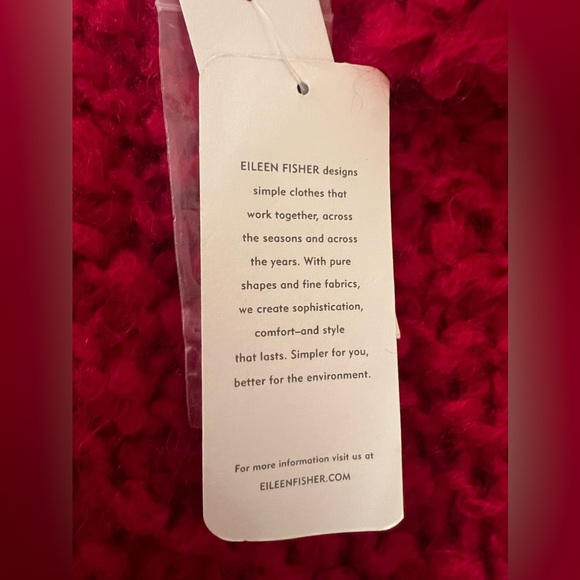 EILEEN FISHER designs
simple clothes that
work together, across
the seasons and across
the years. With pure
shapes and fine fabrics,
we create sophistication,
comfort–and style
that lasts. Simpler for you,
better for the environment.
For more information visit us at
EILEENFISHER.COM